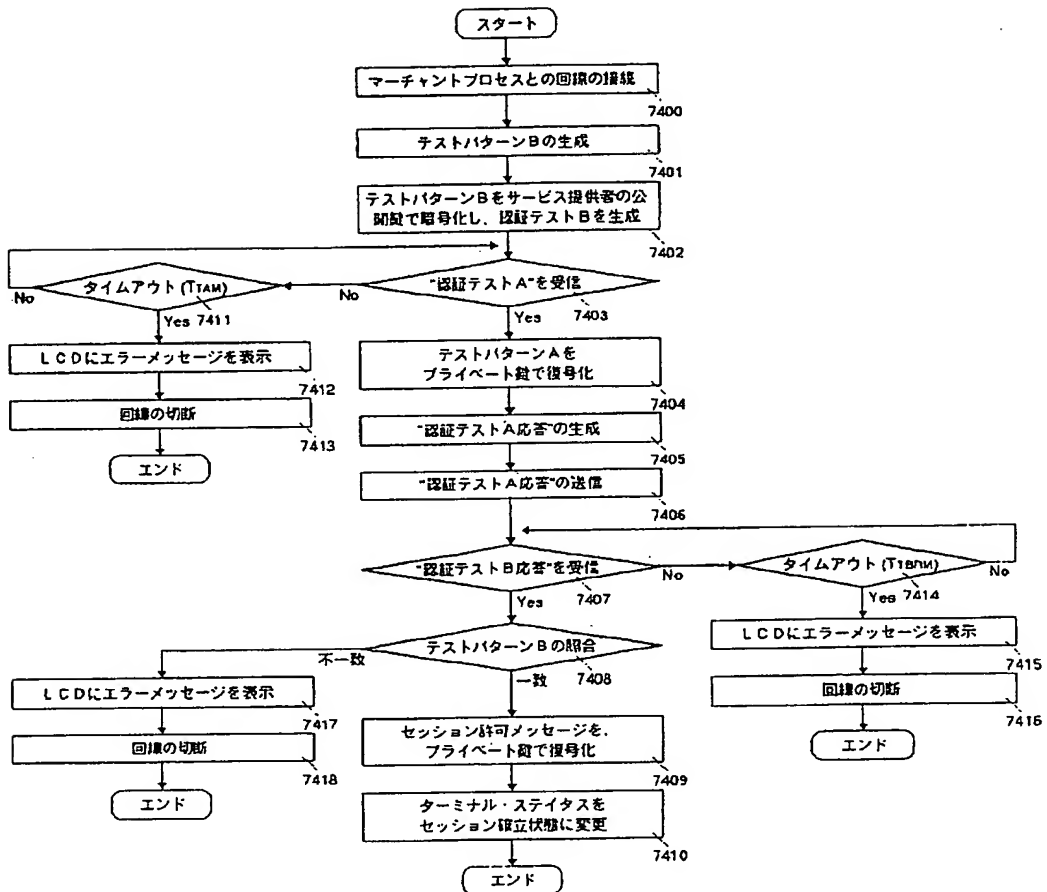 スタート
マーチャントプロセスとの回線の接続
7400
テストパターンBの生成
7401
テストパターンBをサービス提供者の公
開鍵で暗号化し、認証テストBを生成
7402
"認証テストA"を受信
7403
No
Yes
タイムアウト(TTAM)
7411
No
Yes
LCDにエラーメッセージを表示
7412
回線の切断
7413
エンド
テストパターンAを
プライベート鍵で復号化
7404
"認証テストA応答"の生成
7405
"認証テストA応答"の送信
7406
"認証テストB応答"を受信
7407
No
Yes
タイムアウト
7414
No
Yes
LCDにエラーメッセージを表示
7415
回線の切断
7416
エンド
テストパターンBの照合
7408
不一致
一致
LCDにエラーメッセージを表示
7417
回線の切断
7418
エンド
セッション許可メッセージを、
プライベート鍵で復号化
7409
ターミナル・ステイタスを
セッション確立状態に変更
7410
エンド